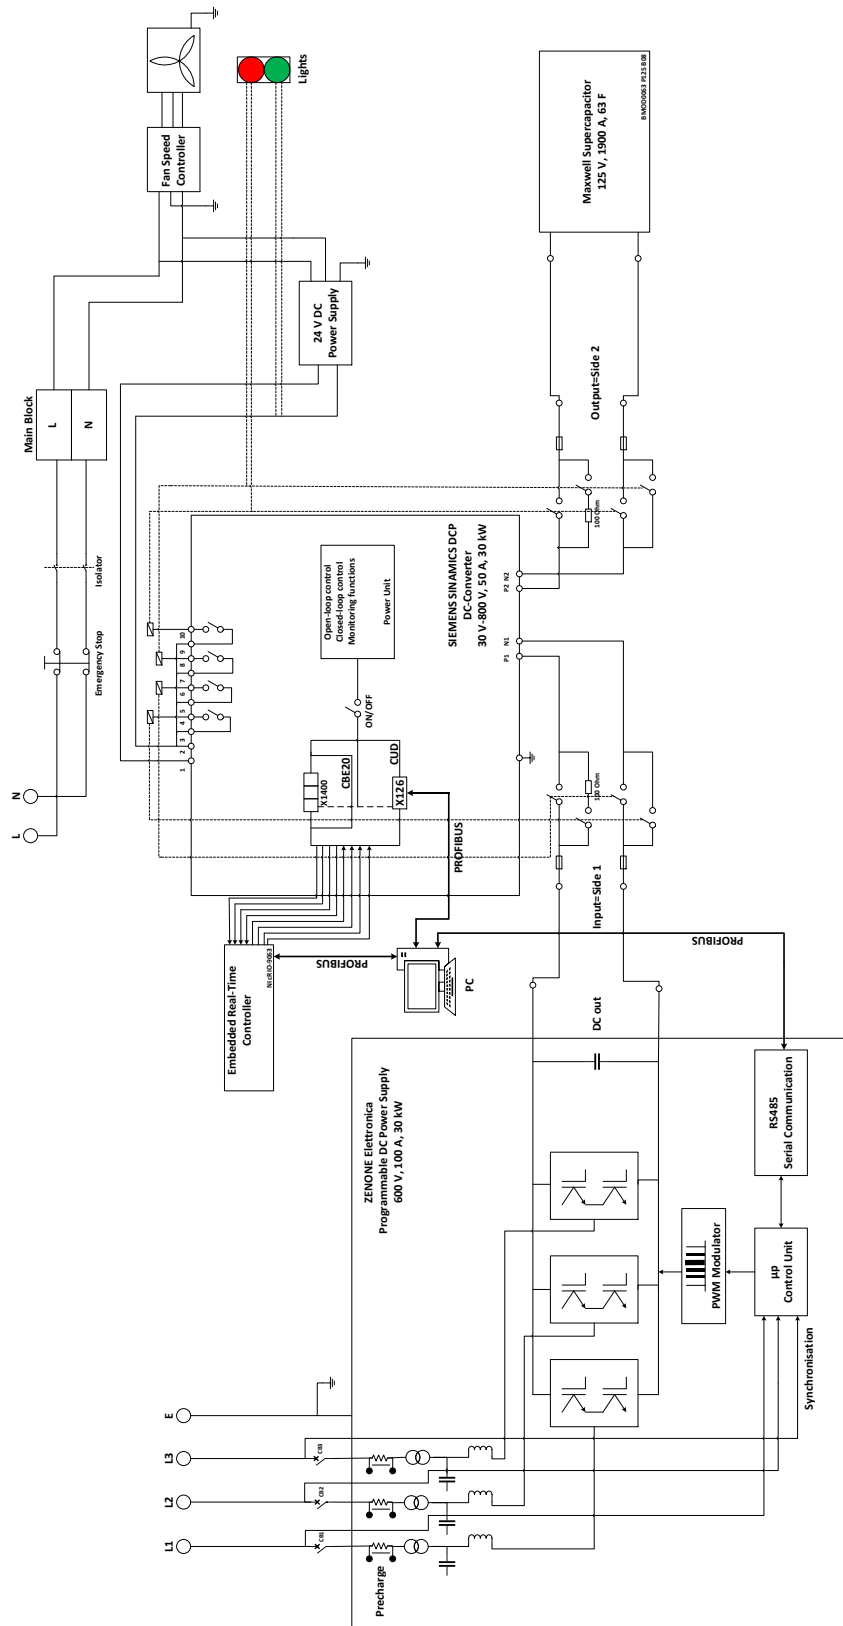 L1
L2
L3
E
CB1
CB2
CB3
Precharge
ZENONE Elettronica
Programmable DC Power Supply
600 V, 100 A, 30 kW
Synchronisation
µp
Control Unit
PWM Modulator
RS485
Serial Communication
DC out
L
N
Emergency Stop
Isolator
Main Block
L
N
Embedded Real-Time
Controller
NI cRIO-9063
PROFIBUS
PC
PROFIBUS
PROFIBUS
1
2
3
4
5
6
7
8
9
10
X1400
CBE20
CUD
X126
ON/OFF
Open-loop control
Closed-loop control
Monitoring functions
Power Unit
SIEMENS SINAMICS DCP
DC-Converter
30 V-800 V, 50 A, 30 kW
P1
N1
P2
N2
Input=Side 1
100 Ohm
100 Ohm
Output=Side 2
24 V DC
Power Supply
Fan Speed
Controller
Lights
Maxwell Supercapacitor
125 V, 1900 A, 63 F
BMOD0063 P125 B08